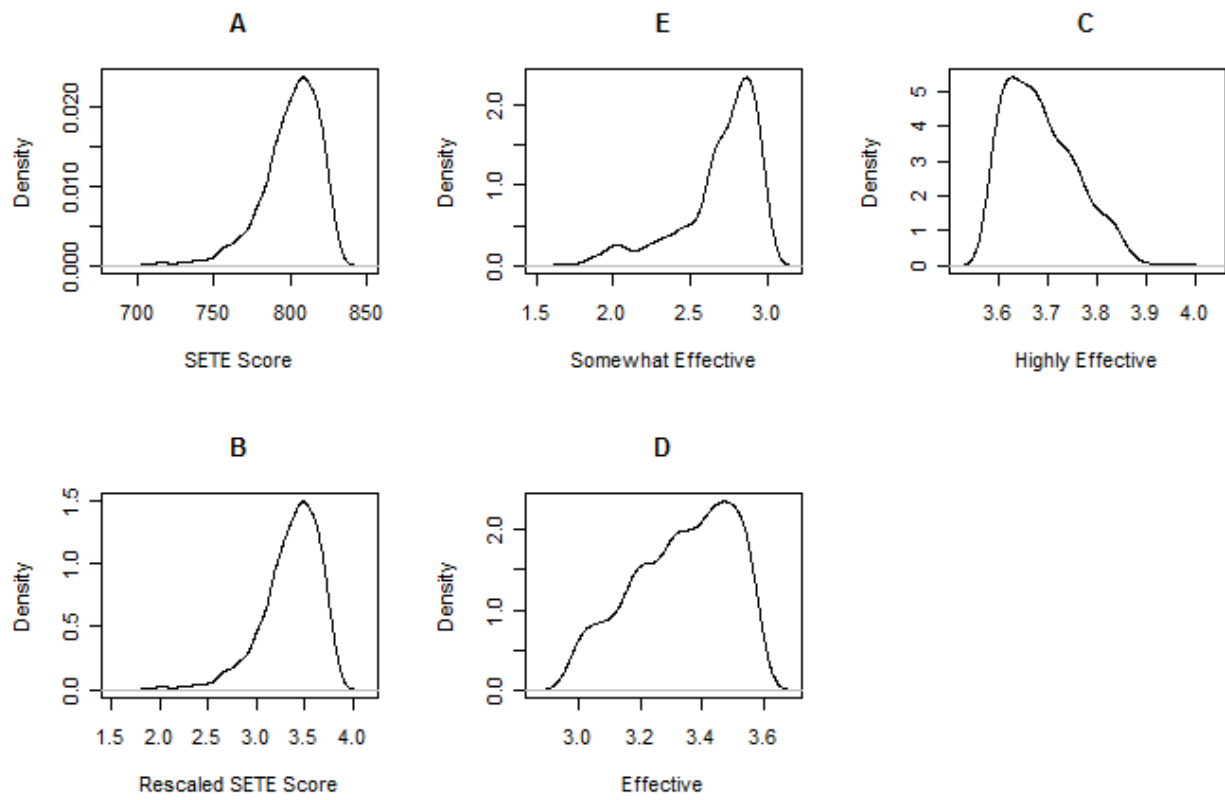 A
E
C
Density
0.000 0.010 0.020
700 750 800 850
SETE Score
Density
0.0 1.0 2.0
1.5 2.0 2.5 3.0
Somewhat Effective
Density
0 1 2 3 4 5
3.6 3.7 3.8 3.9 4.0
Highly Effective
B
D
Density
0.0 0.5 1.0 1.5
1.5 2.0 2.5 3.0 3.5 4.0
Rescaled SETE Score
Density
0.0 1.0 2.0
3.0 3.2 3.4 3.6
Effective